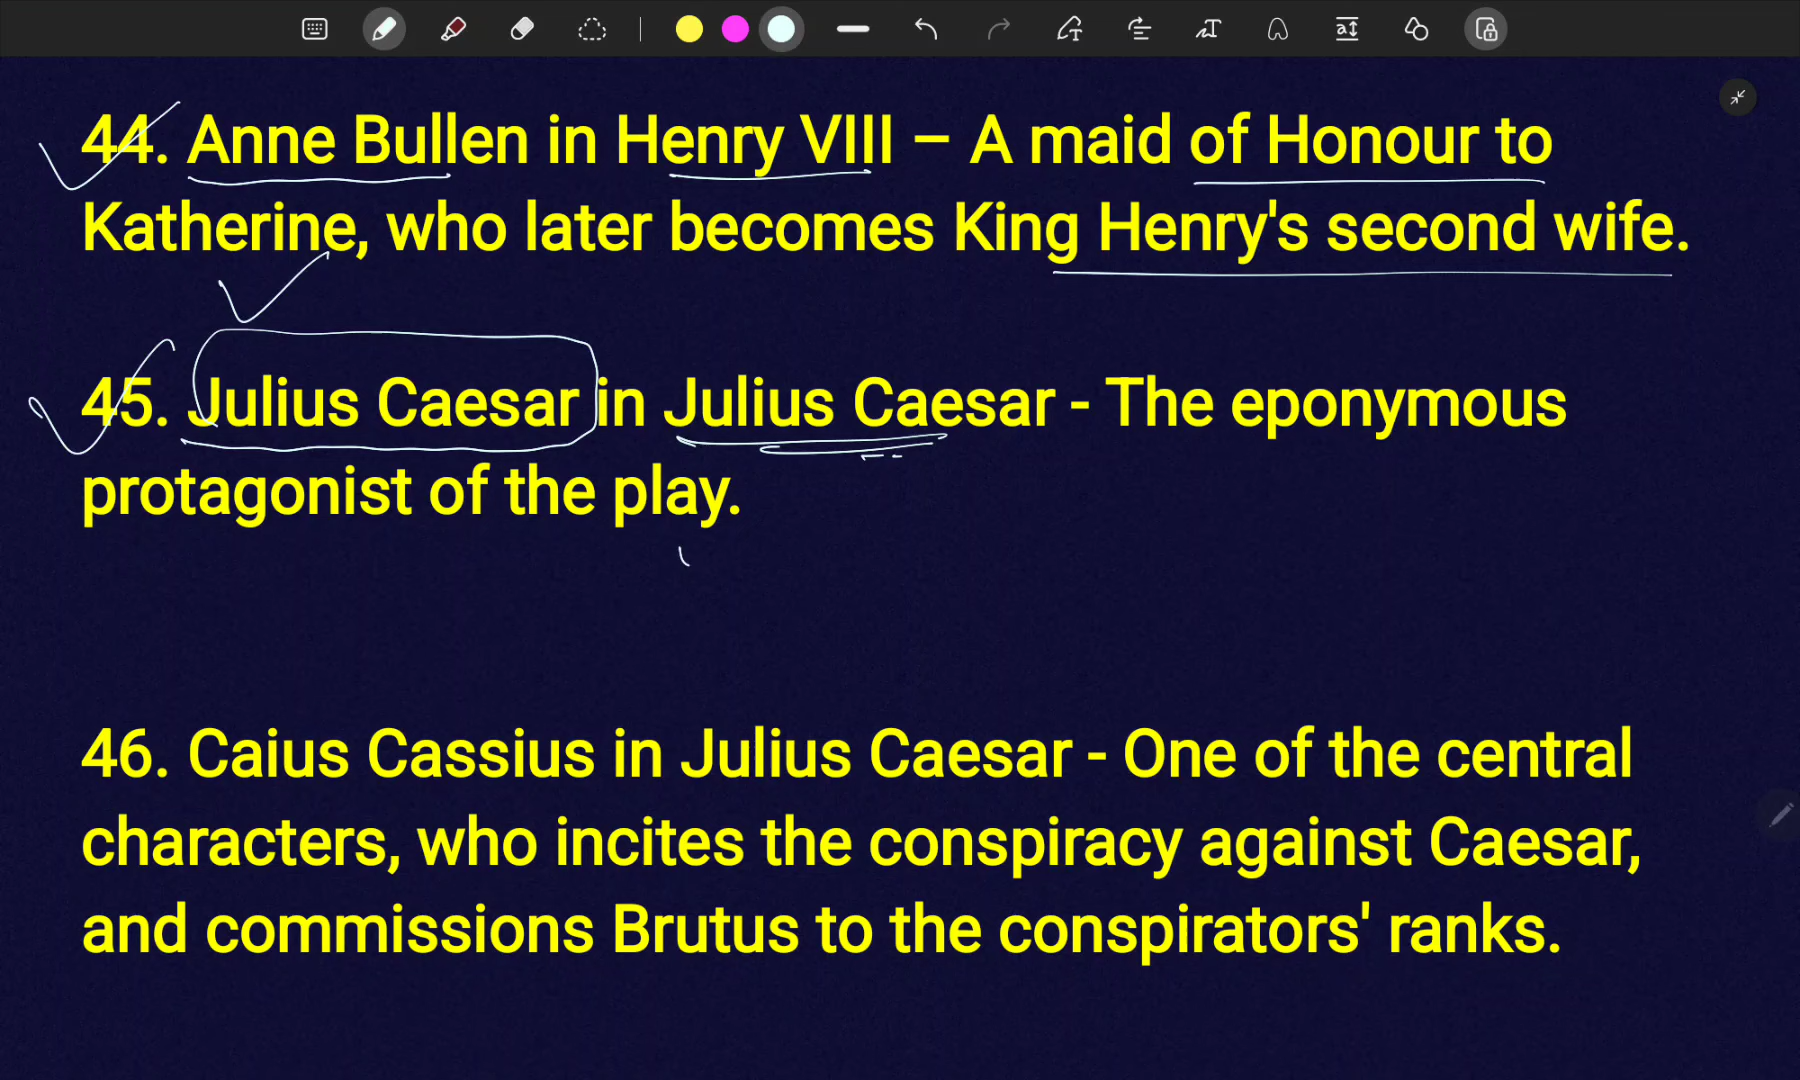 44. Anne Bullen in Henry VIII – A maid of Honour to
Katherine, who later becomes King Henry's second wife.
45. Julius Caesar in Julius Caesar - The eponymous
protagonist of the play.
46. Caius Cassius in Julius Caesar - One of the central
characters, who incites the conspiracy against Caesar,
and commissions Brutus to the conspirators' ranks.